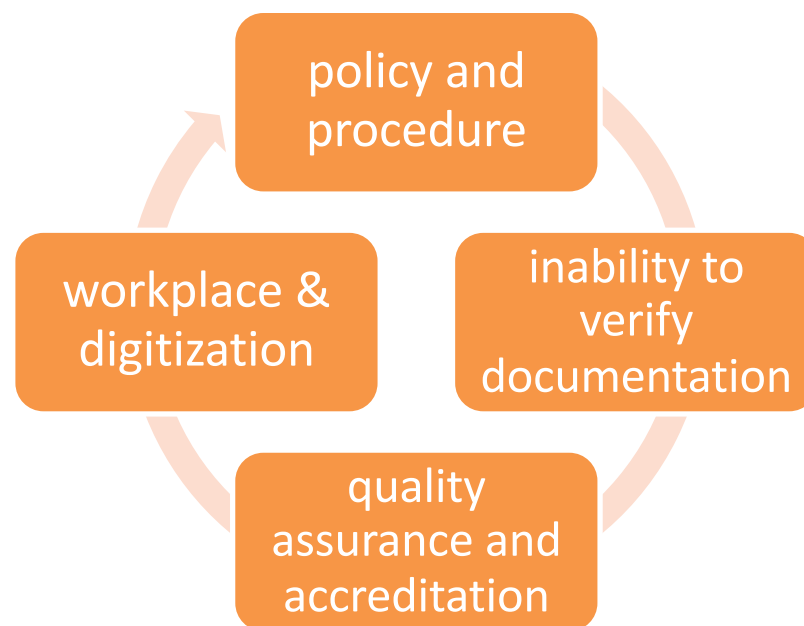 policy and
procedure
inability to
verify
documentation
quality
assurance and
accreditation
workplace &
digitization